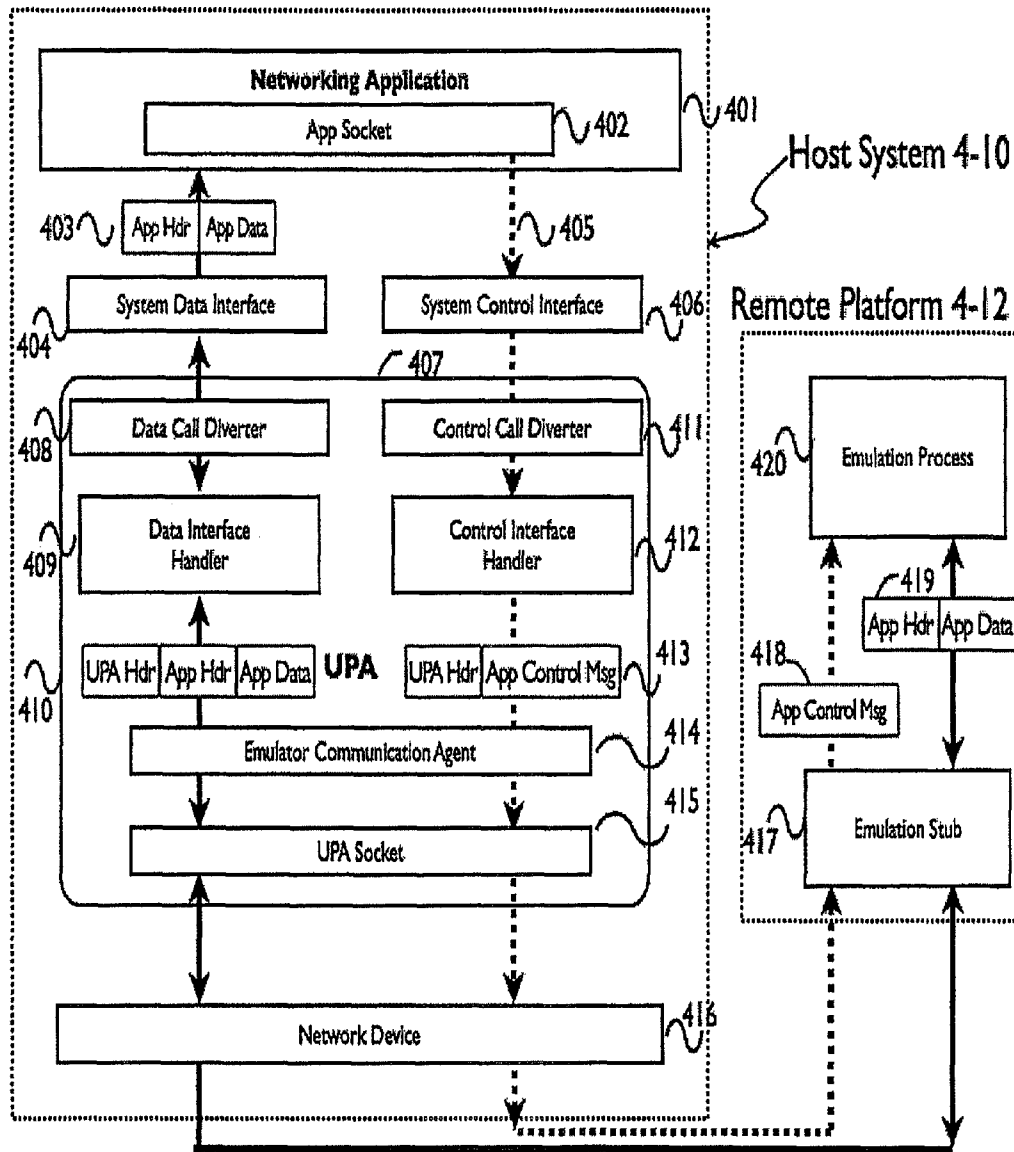 Networking Application
App Socket
402
401
Host System 4-10
403
App Hdr
App Data
405
System Data Interface
System Control Interface
404
406
Remote Platform 4-12
407
Data Call Diverter
Control Call Diverter
408
411
Emulation Process
420
Data Interface
Handler
Control Interface
Handler
409
412
419
App Hdr
App Data
UPA Hdr
App Hdr
App Data
UPA
UPA Hdr
App Control Msg
413
418
App Control Msg
410
Emulator Communication Agent
414
415
UPA Socket
Emulation Stub
417
Network Device
416